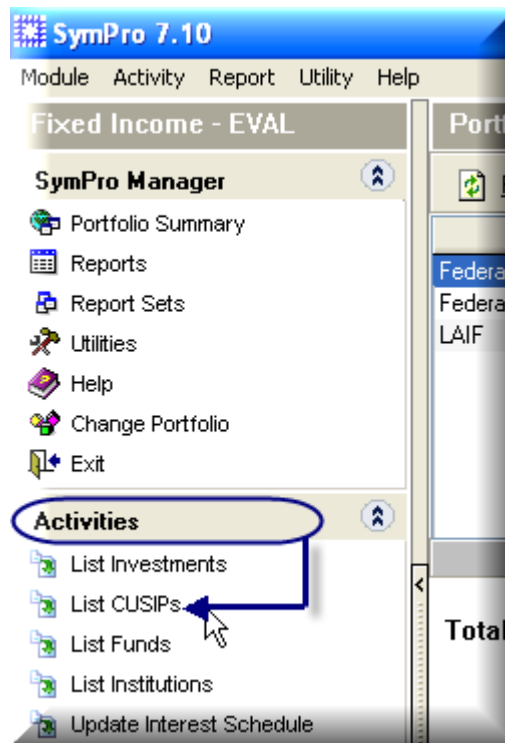 SymPro 7.10
Module Activity Report Utility Help
Fixed Income - EVAL
SymPro Manager
Portfolio Summary
Reports
Report Sets
Utilities
Help
Change Portfolio
Exit
Activities
List Investments
List CUSIPs
List Funds
List Institutions
Update Interest Schedule
Port
Federa
Federa
LAIF
Total